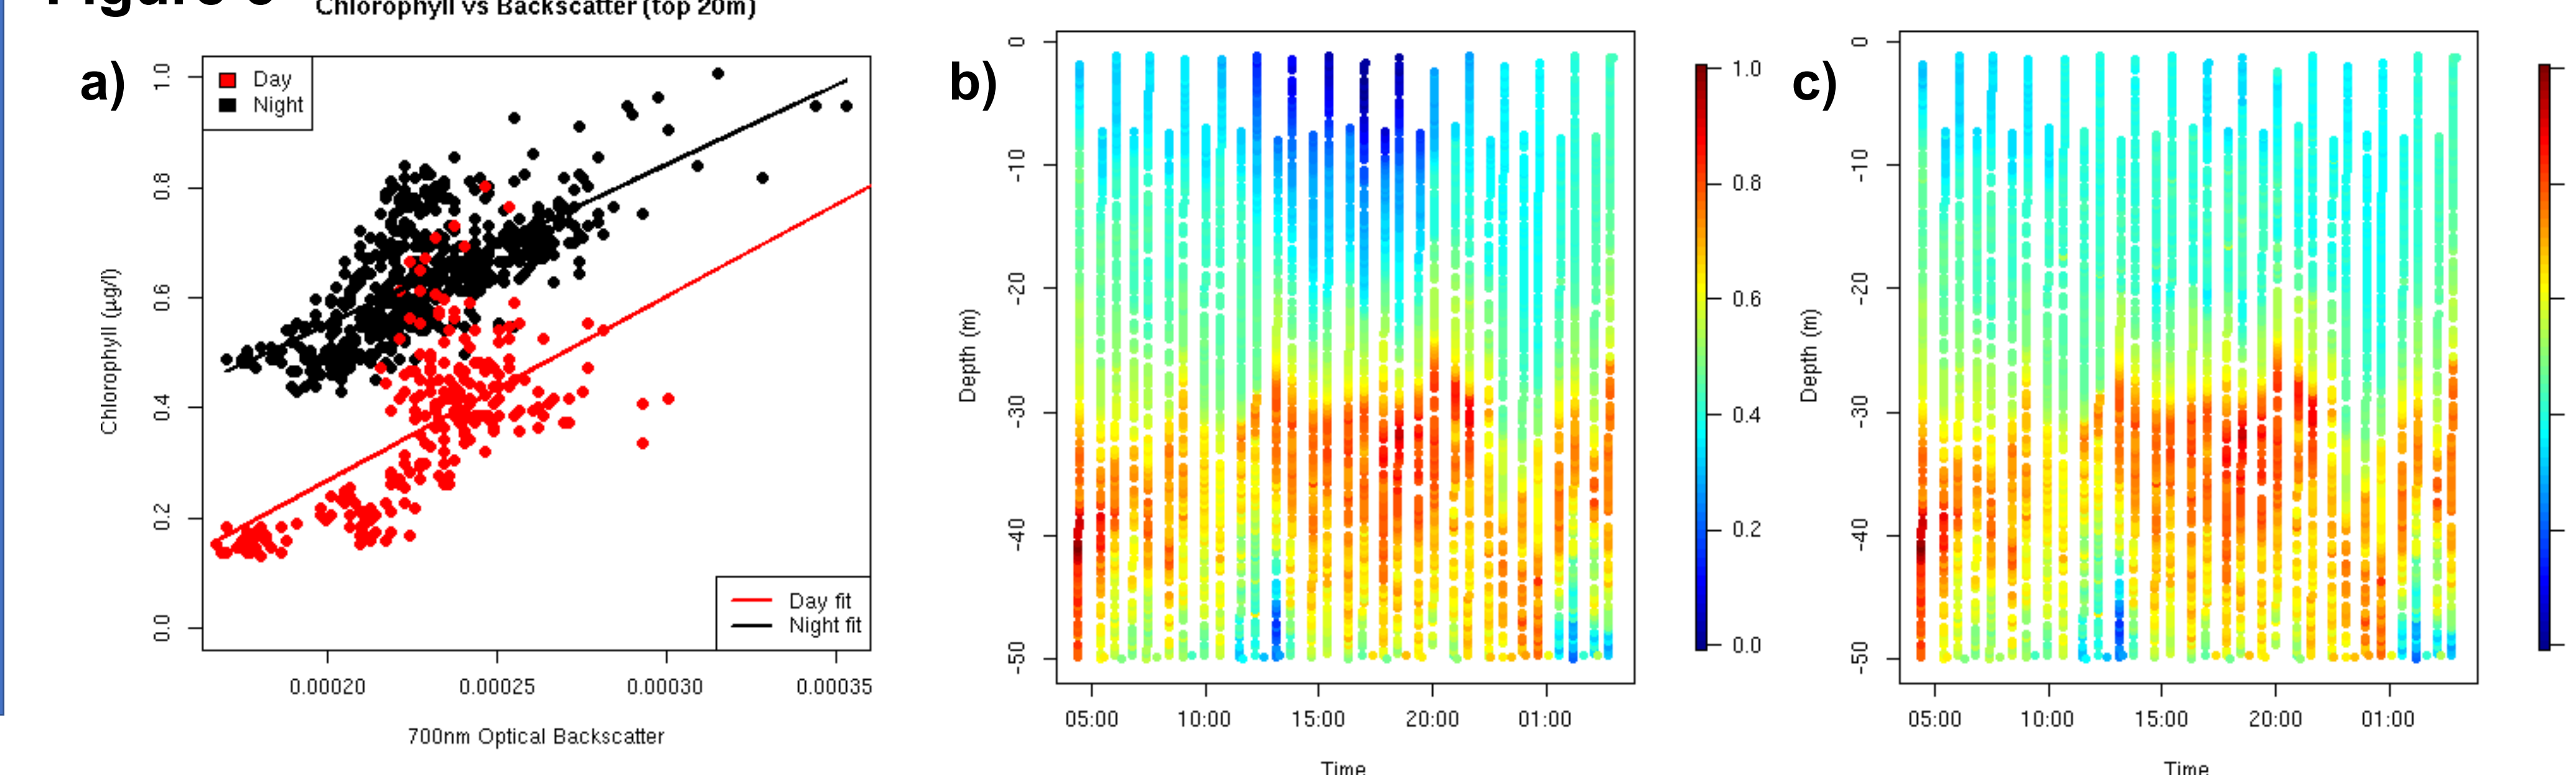 Chlorophyll vs Backscatter (top 20m)
a)
Day
Night
1.0
0.8
0.6
0.4
0.2
0.0
Chlorophyll (µg/l)
Day fit
Night fit
0.00020 0.00025 0.00030 0.00035
700nm Optical Backscatter
b)
0
-10
-20
-30
-40
-50
Depth (m)
05:00 10:00 15:00 20:00 01:00
Time
1.0
0.8
0.6
0.4
0.2
0.0
c)
0
-10
-20
-30
-40
-50
Depth (m)
05:00 10:00 15:00 20:00 01:00
Time